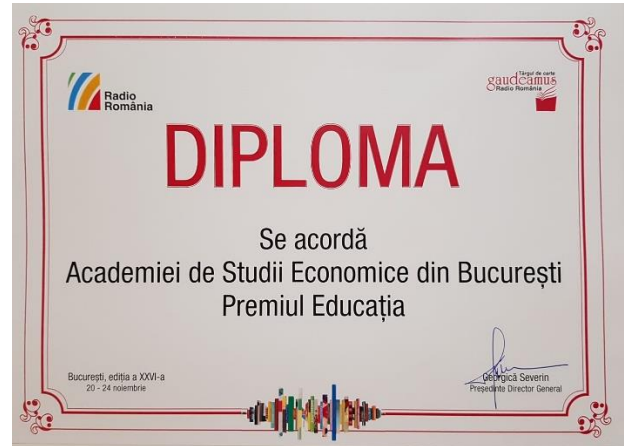 Radio
România
Târgul de carte
gaudeamus
Radio România
DIPLOMA
Se acordă
Academiei de Studii Economice din București
Premiul Educația
București, ediția a XXVI-a
20 - 24 noiembrie
Georgică Severin
Președinte Director General